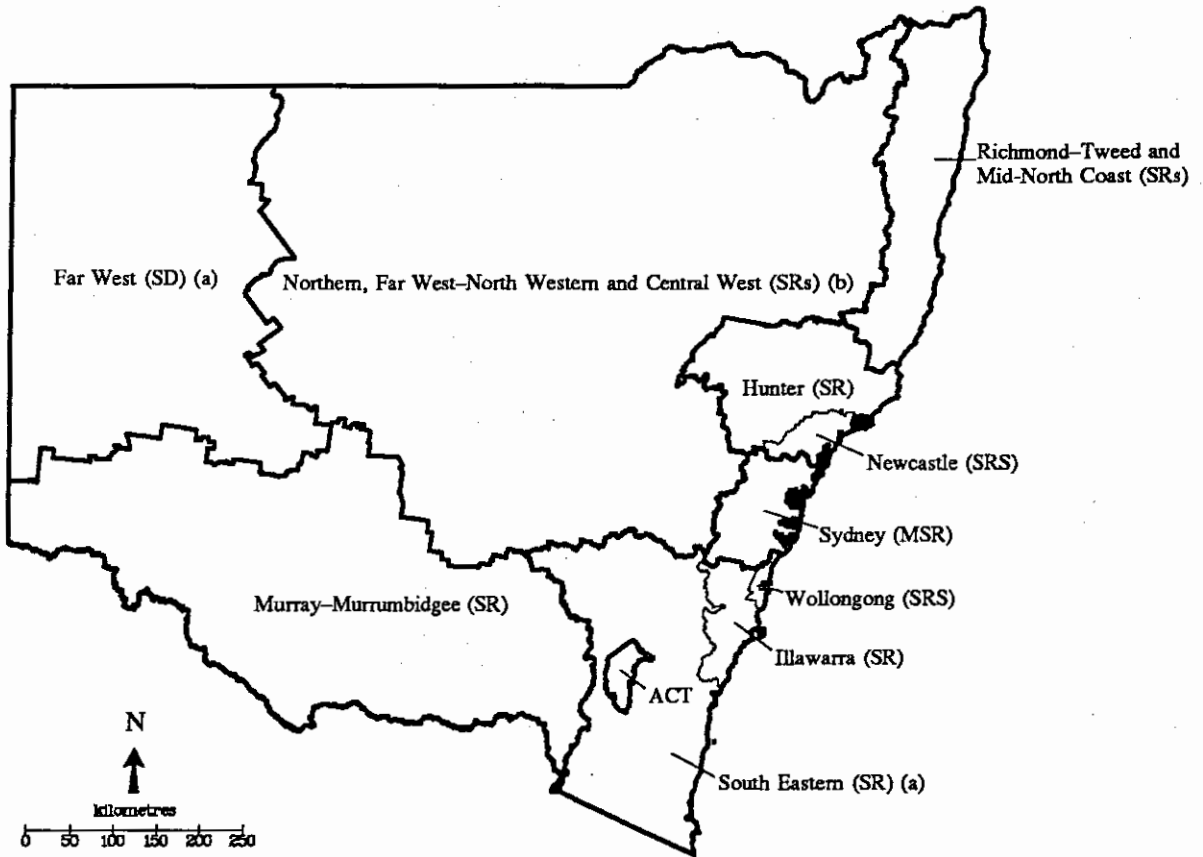 Richmond–Tweed and
Mid-North Coast (SRs)
Far West (SD) (a)
Northern, Far West–North Western and Central West (SRs) (b)
Hunter (SR)
Newcastle (SRS)
Sydney (MSR)
Wollongong (SRS)
Murray–Murrumbidgee (SR)
Illawarra (SR)
ACT
N
South Eastern (SR) (a)
kilometres
0 50 100 150 200 250